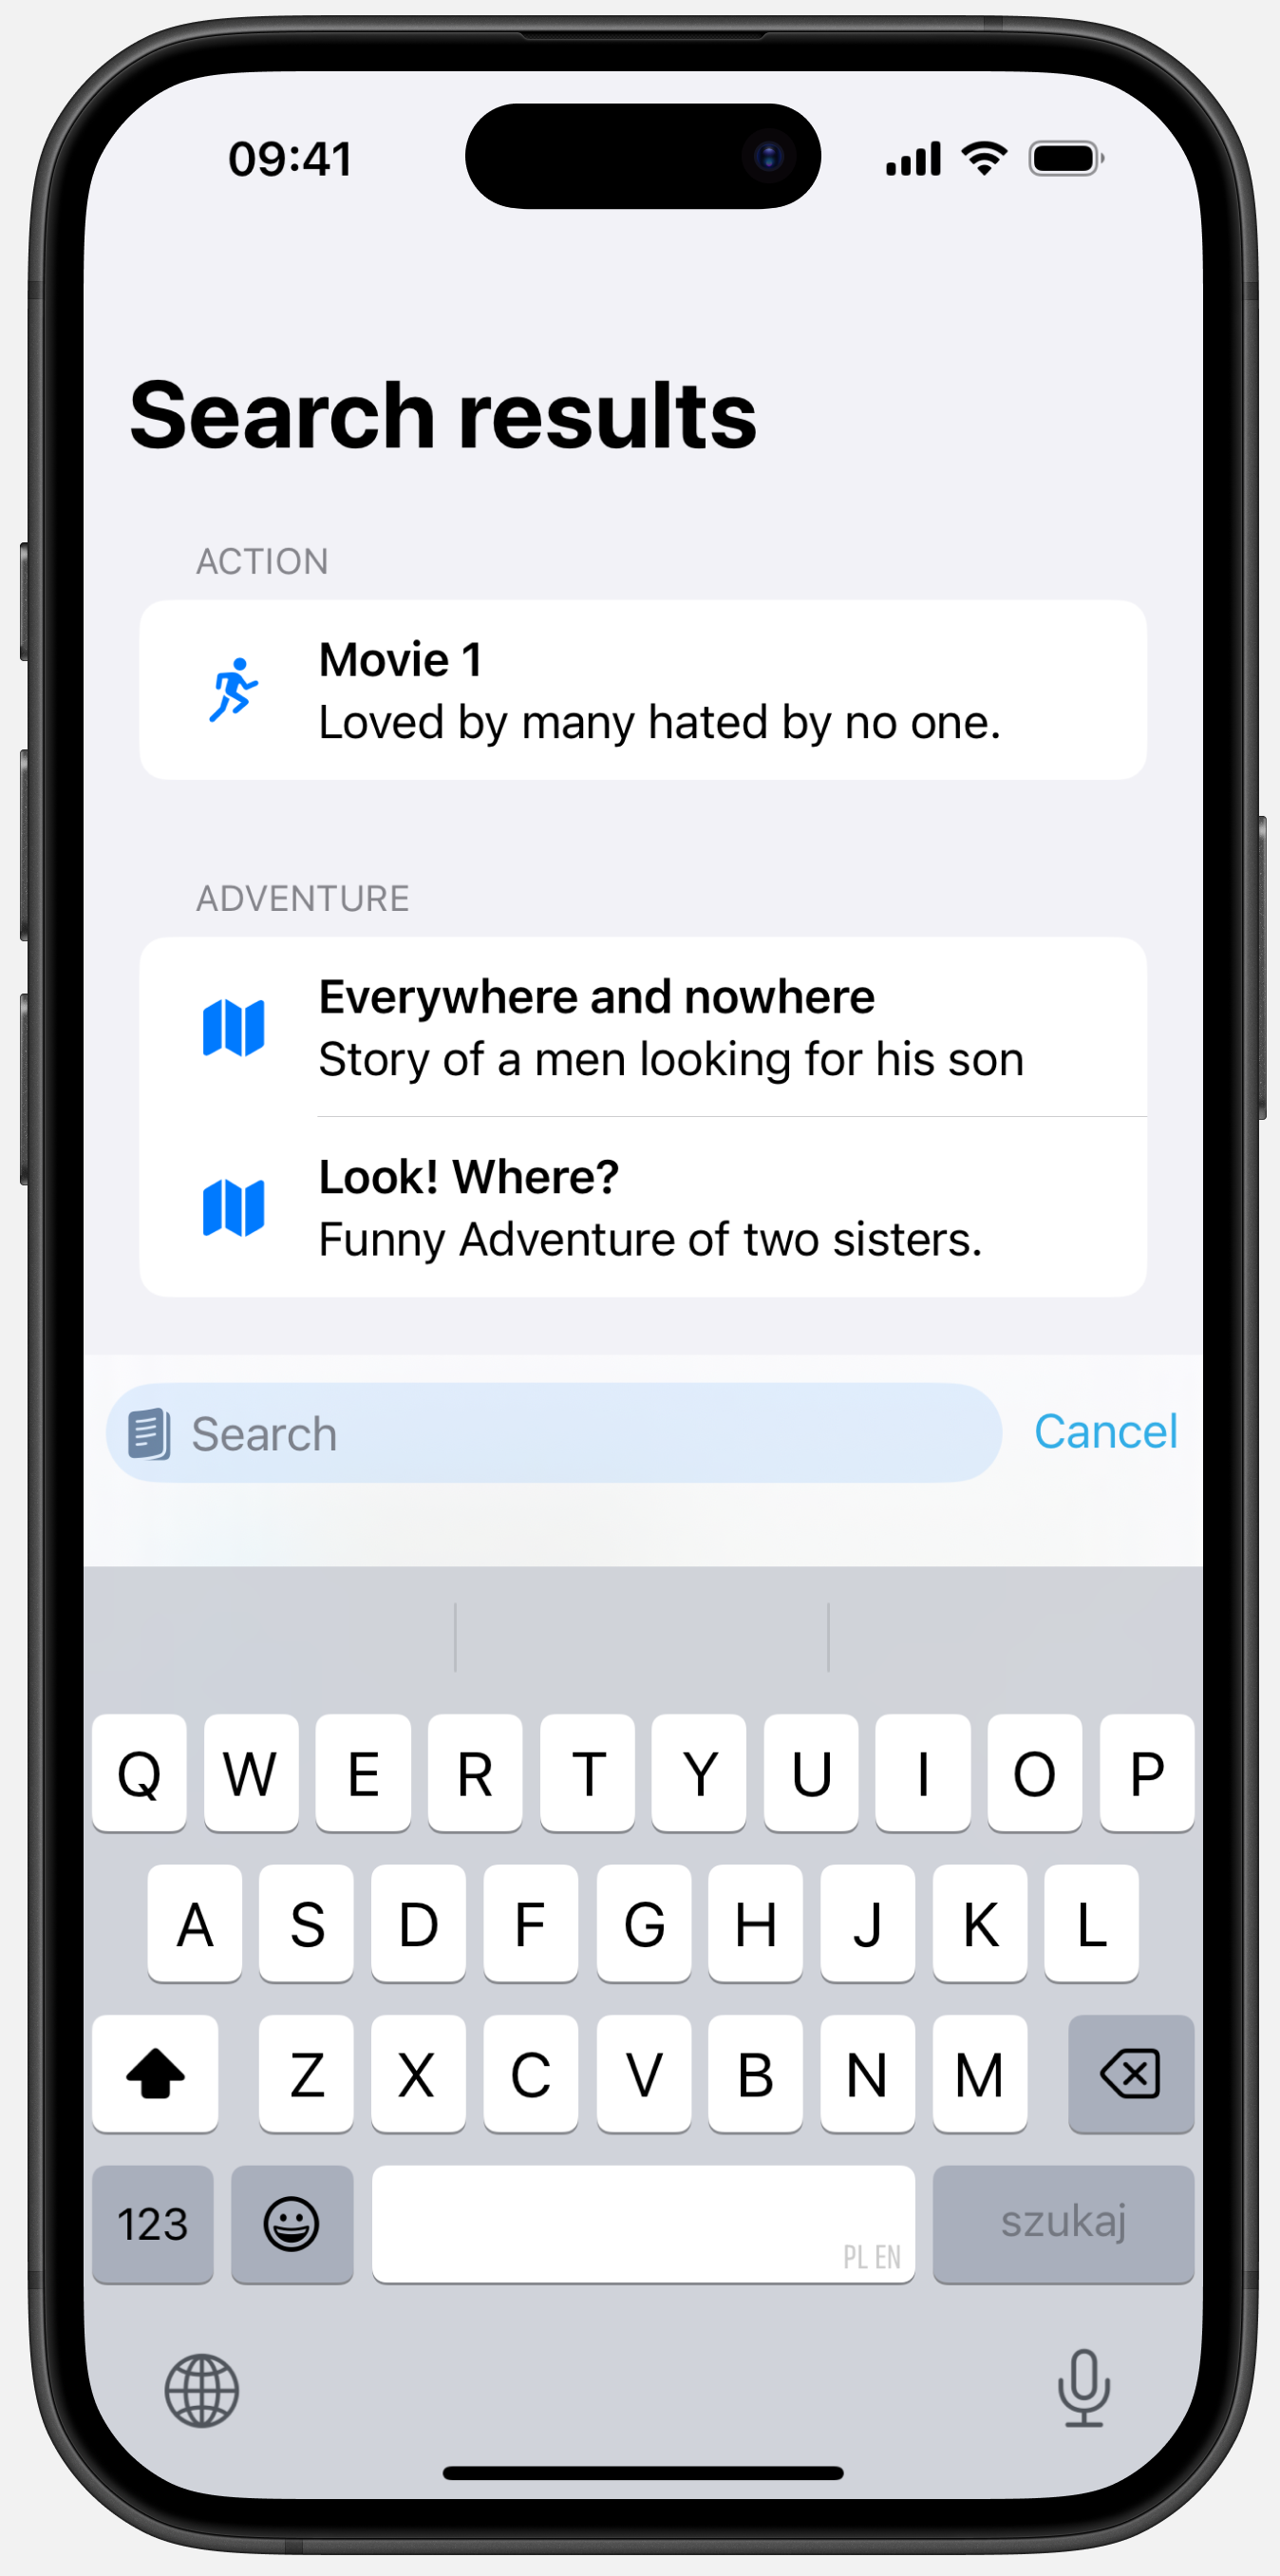 09:41
Search results
ACTION
Movie 1
Loved by many hated by no one.
ADVENTURE
Everywhere and nowhere
Story of a men looking for his son
Look! Where?
Funny Adventure of two sisters.
Search Cancel
Q W E R T Y U I O P
A S D F G H J K L
Z X C V B N M
123 szukaj
PL EN